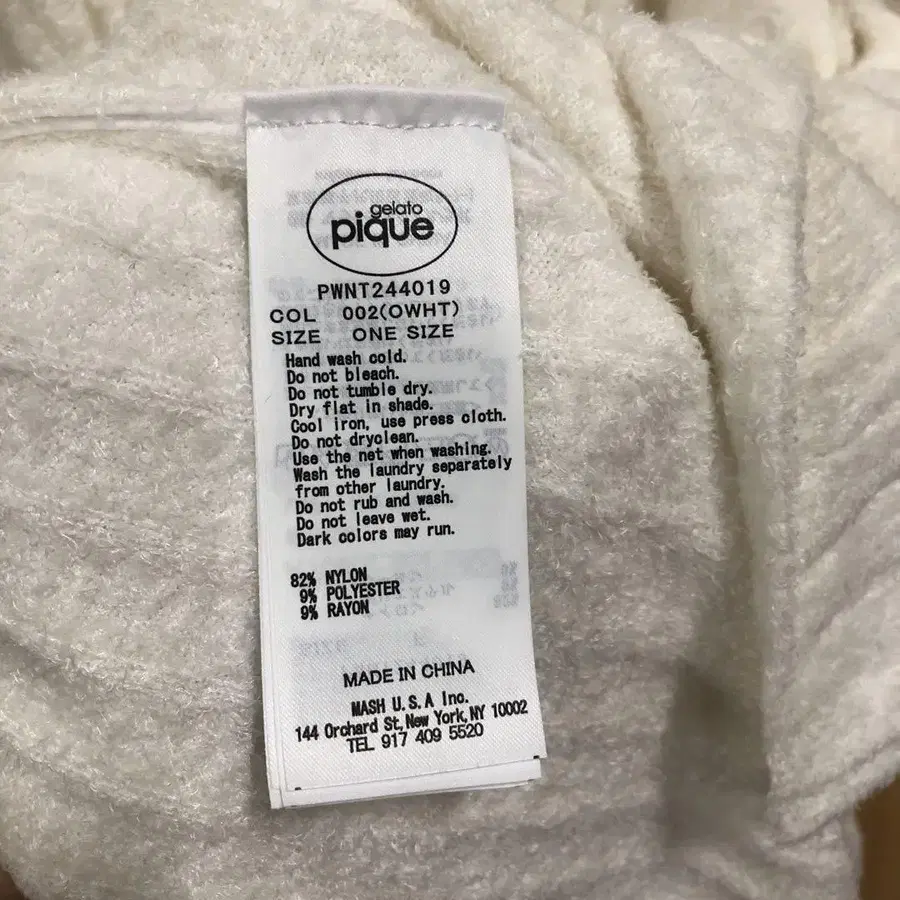 gelato
pique
PWNT244019
COL 002(OWHT)
SIZE ONE SIZE
Hand wash cold.
Do not bleach.
Do not tumble dry.
Dry flat in shade.
Cool iron, use press cloth.
Do not dryclean.
Use the net when washing.
Wash the laundry separately
from other laundry.
Do not rub and wash.
Do not leave wet.
Dark colors may run.
82% NYLON
9% POLYESTER
9% RAYON
MADE IN CHINA
MASH U.S.A Inc.
144 Orchard St, New York, NY 10002
TEL 917 409 5520